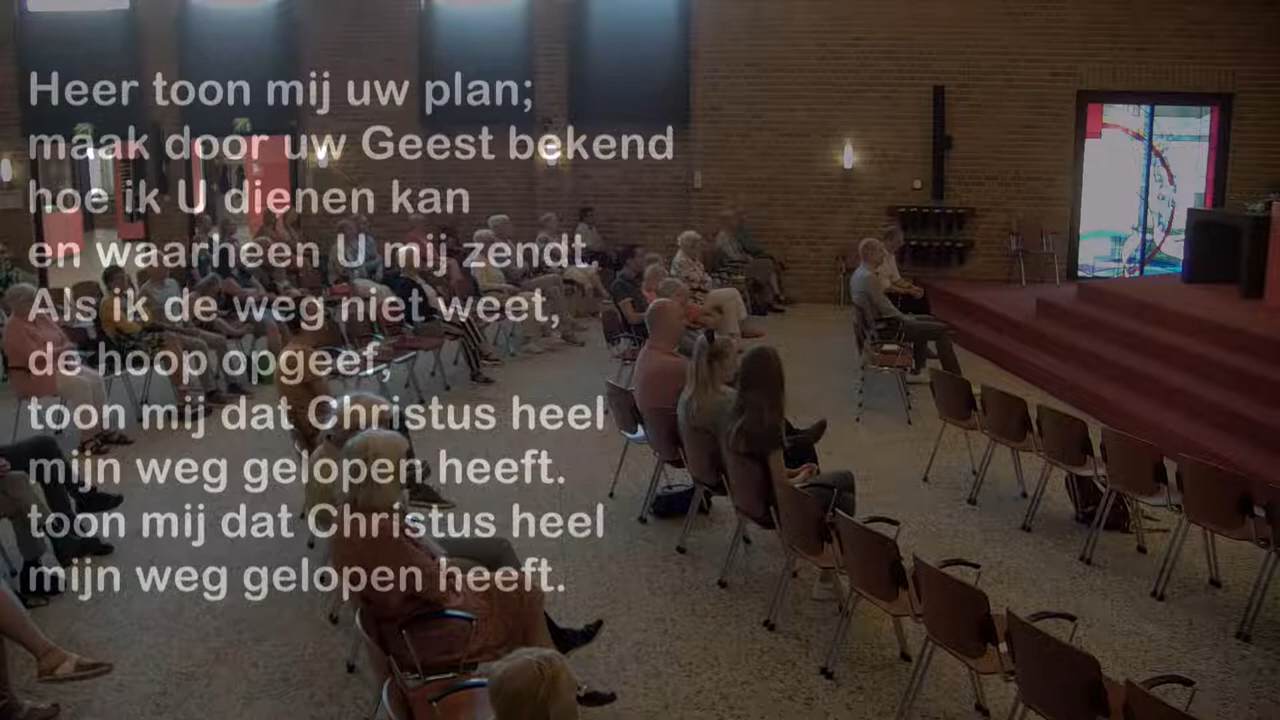 Heer toon mij uw plan;
maak door uw Geest bekend
hoe ik U dienen kan
en waarheen U mij zendt.
Als ik de weg niet weet,
de hoop opgeef,
toon mij dat Christus heel
mijn weg gelopen heeft.
toon mij dat Christus heel
mijn weg gelopen heeft.